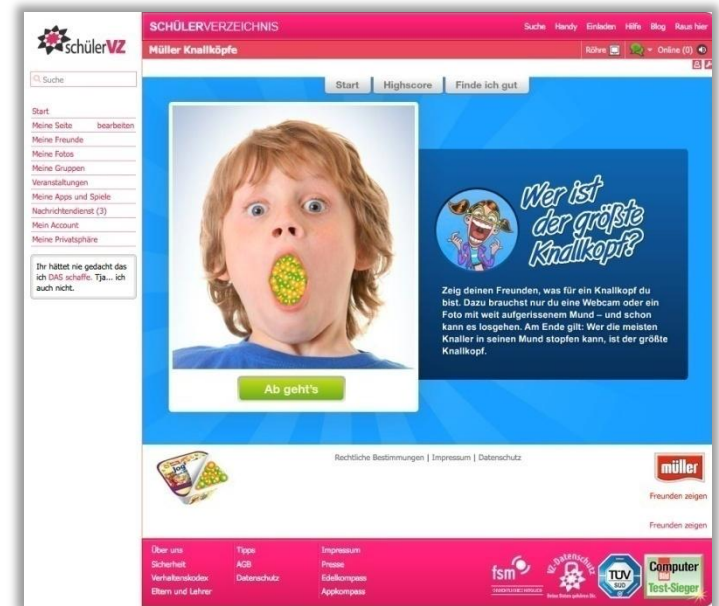 schülerVZ
SCHÜLERVERZEICHNIS
Suche Handy Einladen Hilfe Blog Raus hier
Müller Knallköpfe
Röhre Online (0)
Suche
Start
Meine Seite bearbeiten
Meine Freunde
Meine Fotos
Meine Gruppen
Veranstaltungen
Meine Apps und Spiele
Nachrichtendienst (3)
Mein Account
Meine Privatsphäre
Ihr hättet nie gedacht das
ich DAS schaffe. Tja... ich
auch nicht.
Start Highscore Finde ich gut
Wer ist
der größte
Knallkopf?
Zeig deinen Freunden, was für ein Knallkopf du
bist. Dazu brauchst nur du eine Webcam oder ein
Foto mit weit aufgerissenem Mund – und schon
kann es losgehen. Am Ende gilt: Wer die meisten
Knaller in seinen Mund stopfen kann, ist der größte
Knallkopf.
Ab geht's
Rechtliche Bestimmungen | Impressum | Datenschutz
müller
Freunden zeigen
Freunden zeigen
Über uns Tipps Impressum
Sicherheit AGB Presse
Verhaltenskodex Datenschutz Edelkompass
Eltern und Lehrer Appkompass
fsm
VZ-Datenschutz
TÜV
SÜD
Computer
Test-Sieger